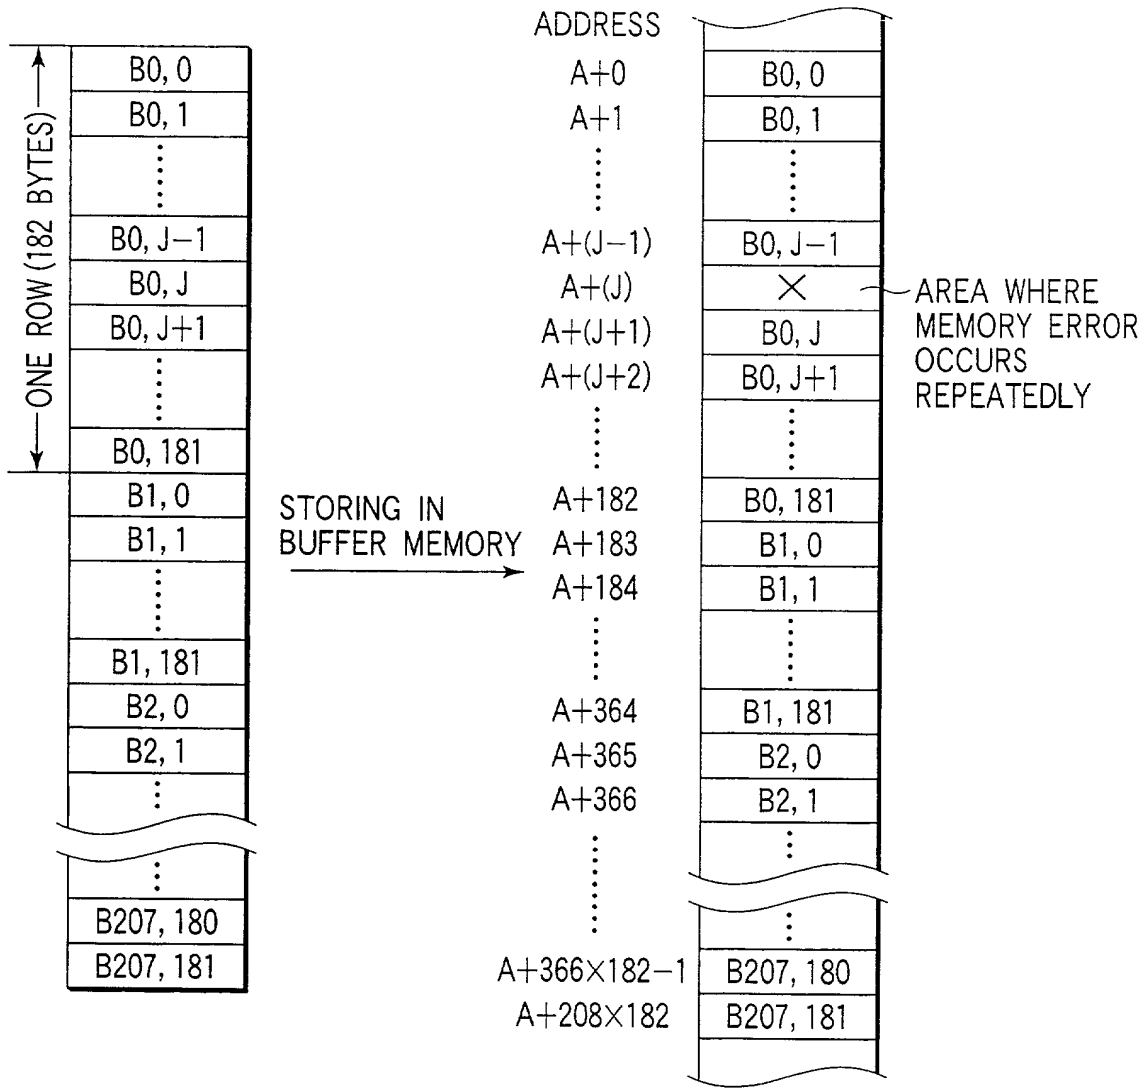 ONE ROW (182 BYTES)
B0, 0
B0, 1
B0, J−1
B0, J
B0, J+1
B0, 181
B1, 0
B1, 1
B1, 181
B2, 0
B2, 1
B207, 180
B207, 181
STORING IN
BUFFER MEMORY
ADDRESS
A+0 B0, 0
A+1 B0, 1
A+(J−1) B0, J−1
A+(J) ×
A+(J+1) B0, J
A+(J+2) B0, J+1
A+182 B0, 181
A+183 B1, 0
A+184 B1, 1
A+364 B1, 181
A+365 B2, 0
A+366 B2, 1
A+366×182−1 B207, 180
A+208×182 B207, 181
AREA WHERE
MEMORY ERROR
OCCURS
REPEATEDLY